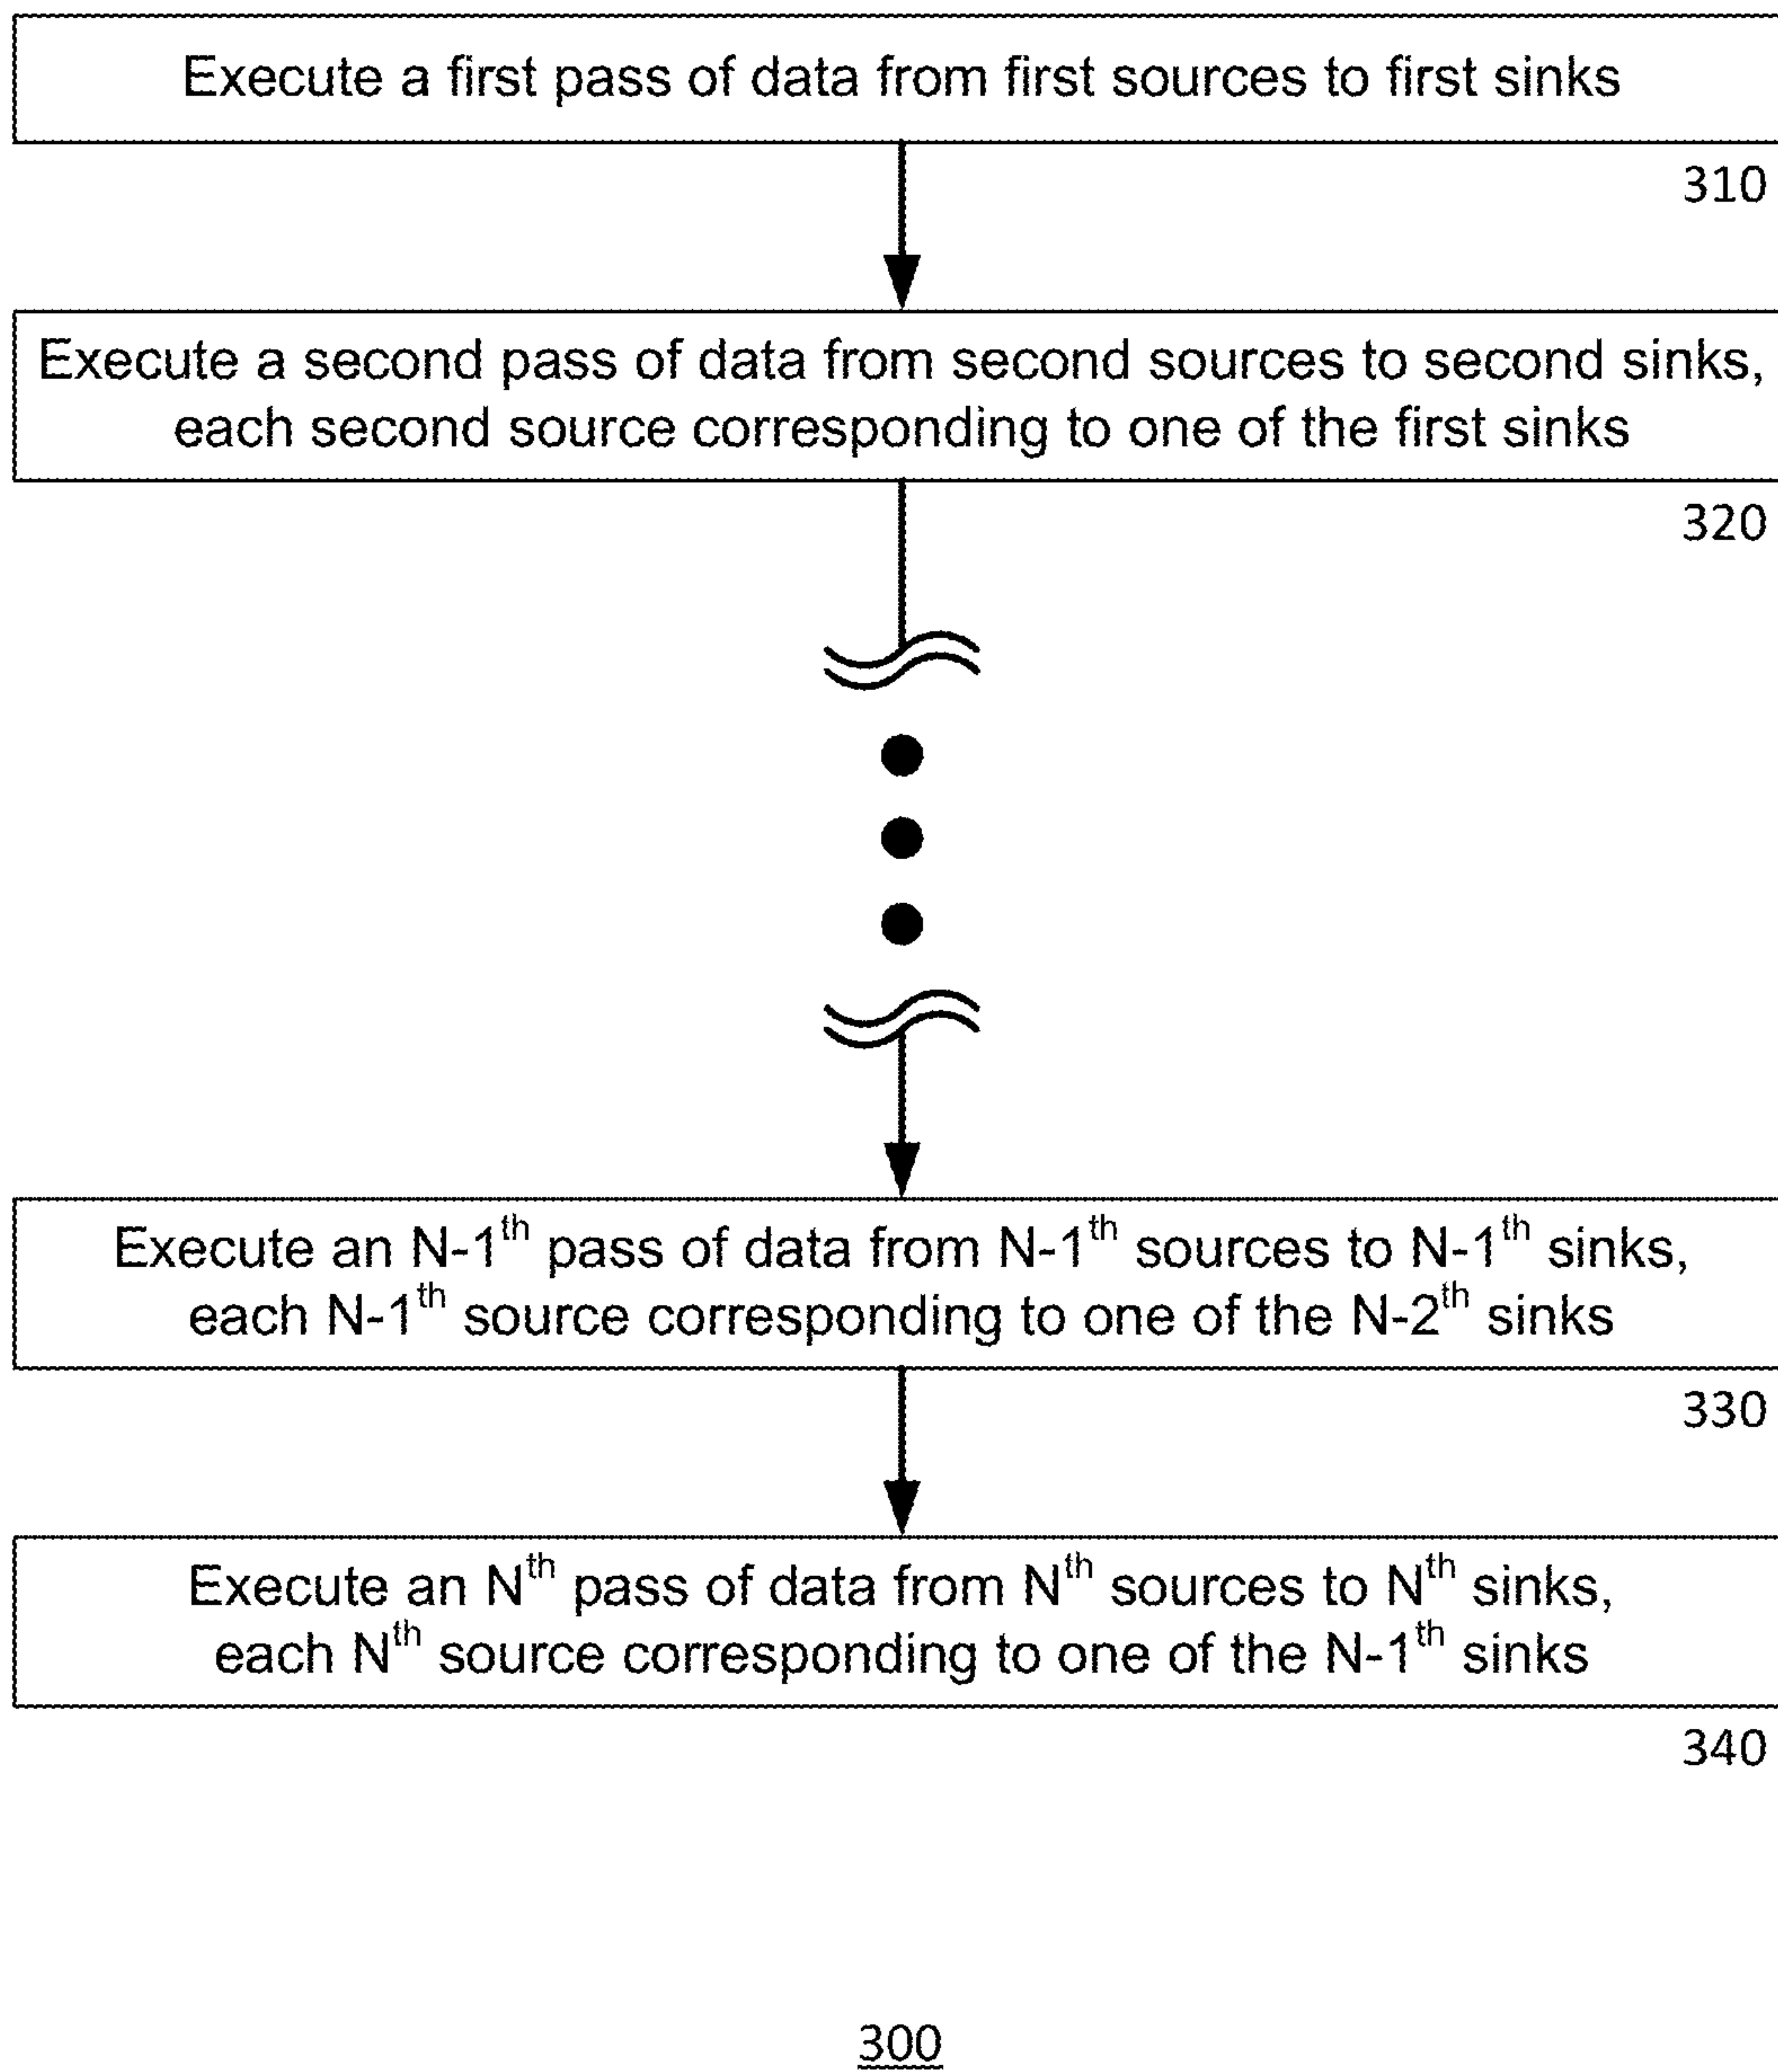 Execute a first pass of data from first sources to first sinks
310
Execute a second pass of data from second sources to second sinks,
each second source corresponding to one of the first sinks
320
Execute an N-1th pass of data from N-1th sources to N-1th sinks,
each N-1th source corresponding to one of the N-2th sinks
330
Execute an Nth pass of data from Nth sources to Nth sinks,
each Nth source corresponding to one of the N-1th sinks
340
300